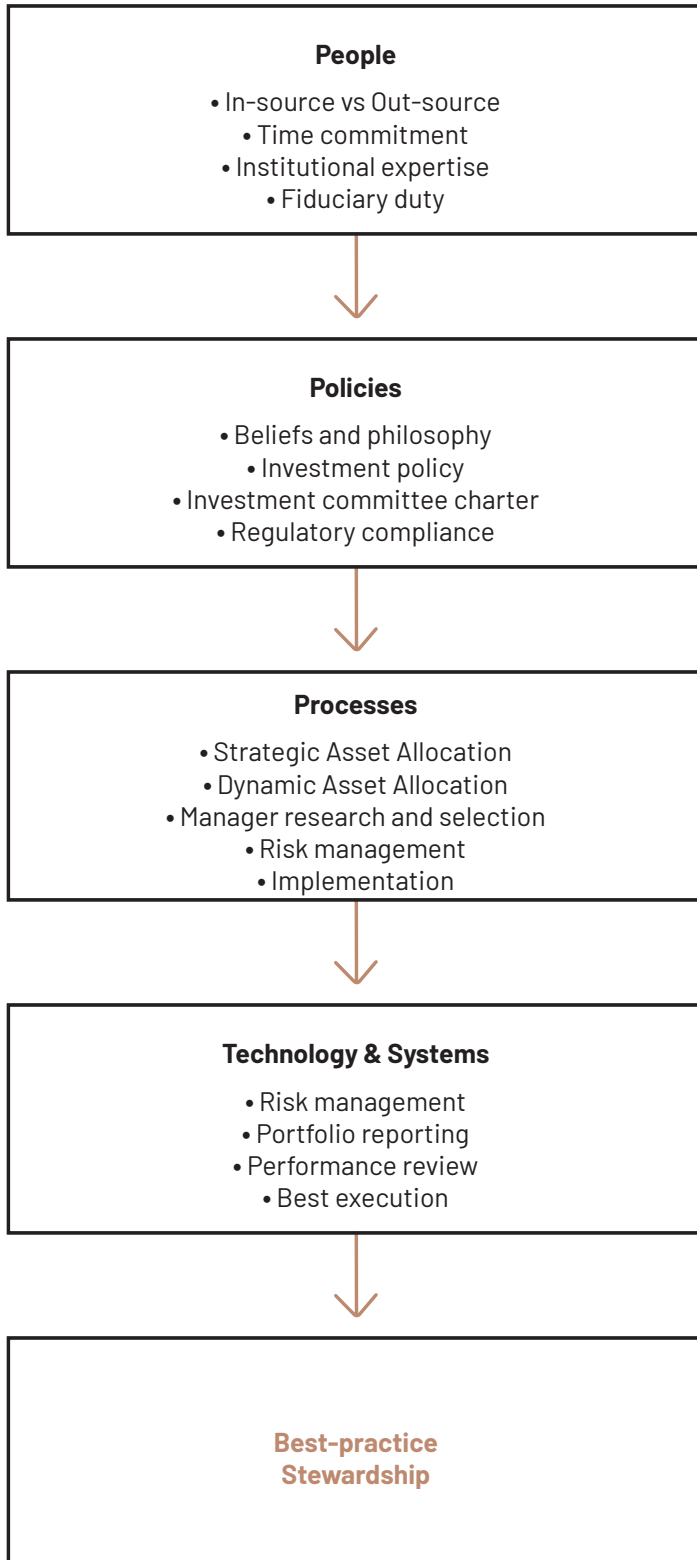 People
• In-source vs Out-source
• Time commitment
• Institutional expertise
• Fiduciary duty
Policies
• Beliefs and philosophy
• Investment policy
• Investment committee charter
• Regulatory compliance
Processes
• Strategic Asset Allocation
• Dynamic Asset Allocation
• Manager research and selection
• Risk management
• Implementation
Technology & Systems
• Risk management
• Portfolio reporting
• Performance review
• Best execution
Best-practice
Stewardship